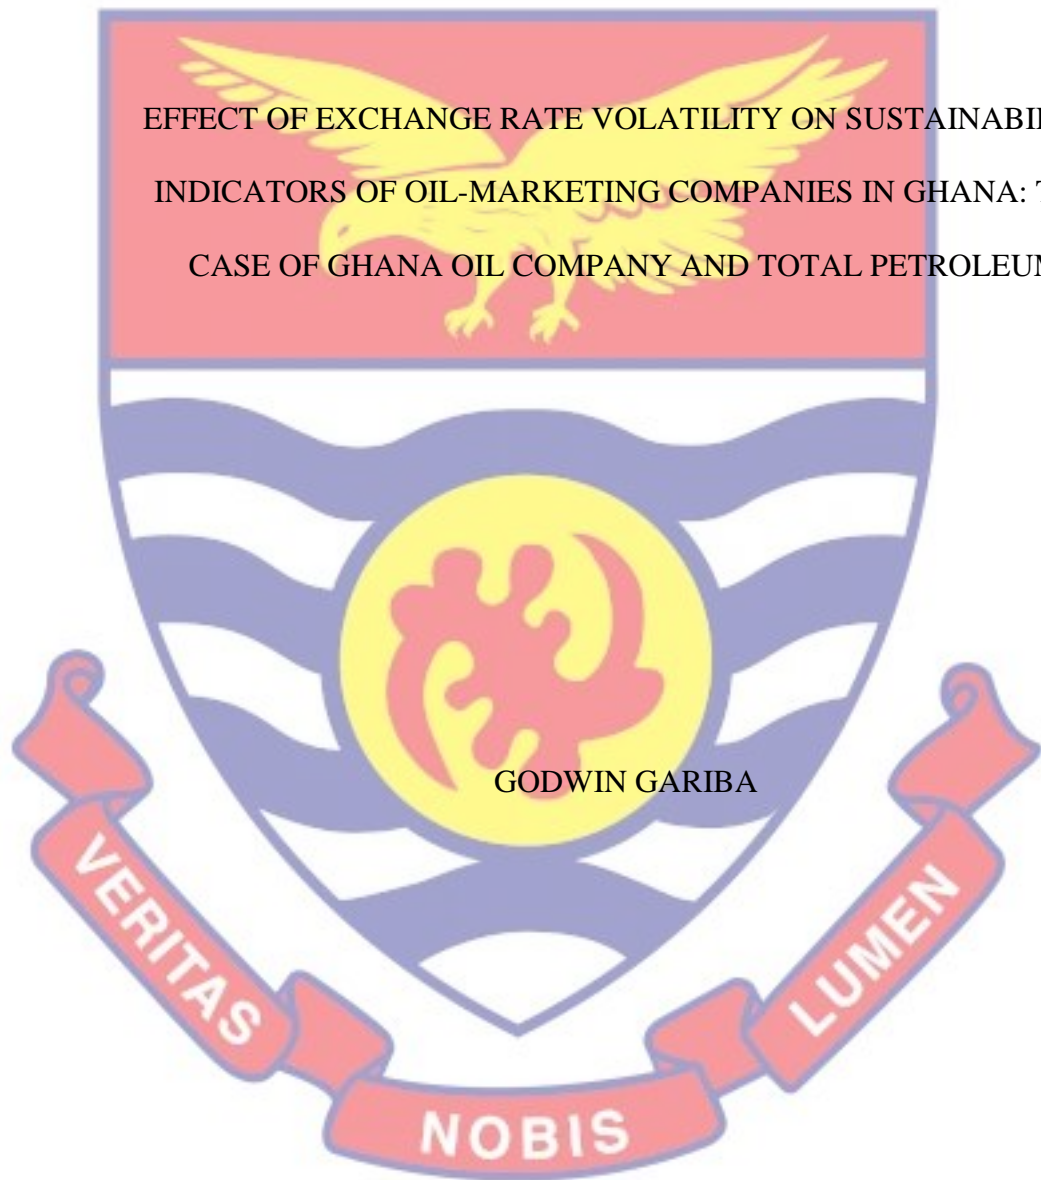 EFFECT OF EXCHANGE RATE VOLATILITY ON SUSTAINABI
INDICATORS OF OIL-MARKETING COMPANIES IN GHANA: T
CASE OF GHANA OIL COMPANY AND TOTAL PETROLEUM
GODWIN GARIBA
VERITAS
NOBIS
LUMEN